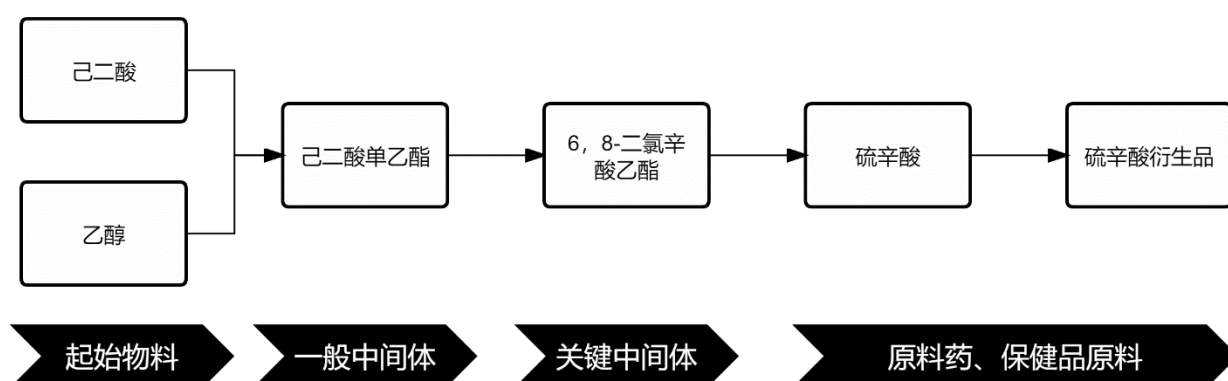 己二酸
乙醇
己二酸单乙酯
6，8-二氯辛
酸乙酯
硫辛酸
硫辛酸衍生品
起始物料
一般中间体
关键中间体
原料药、保健品原料